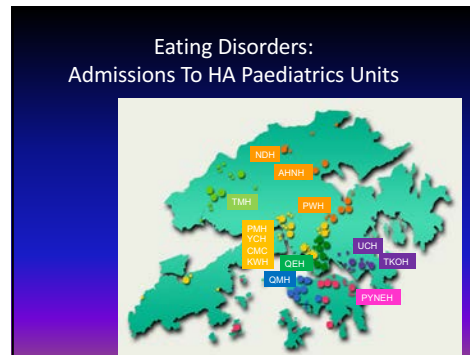 Eating Disorders:
Admissions To HA Paediatrics Units
NDH
AHNH
TMH
PWH
PMH
YCH
CMC
KWH
UCH
QEH
TKOH
QMH
PYNEH